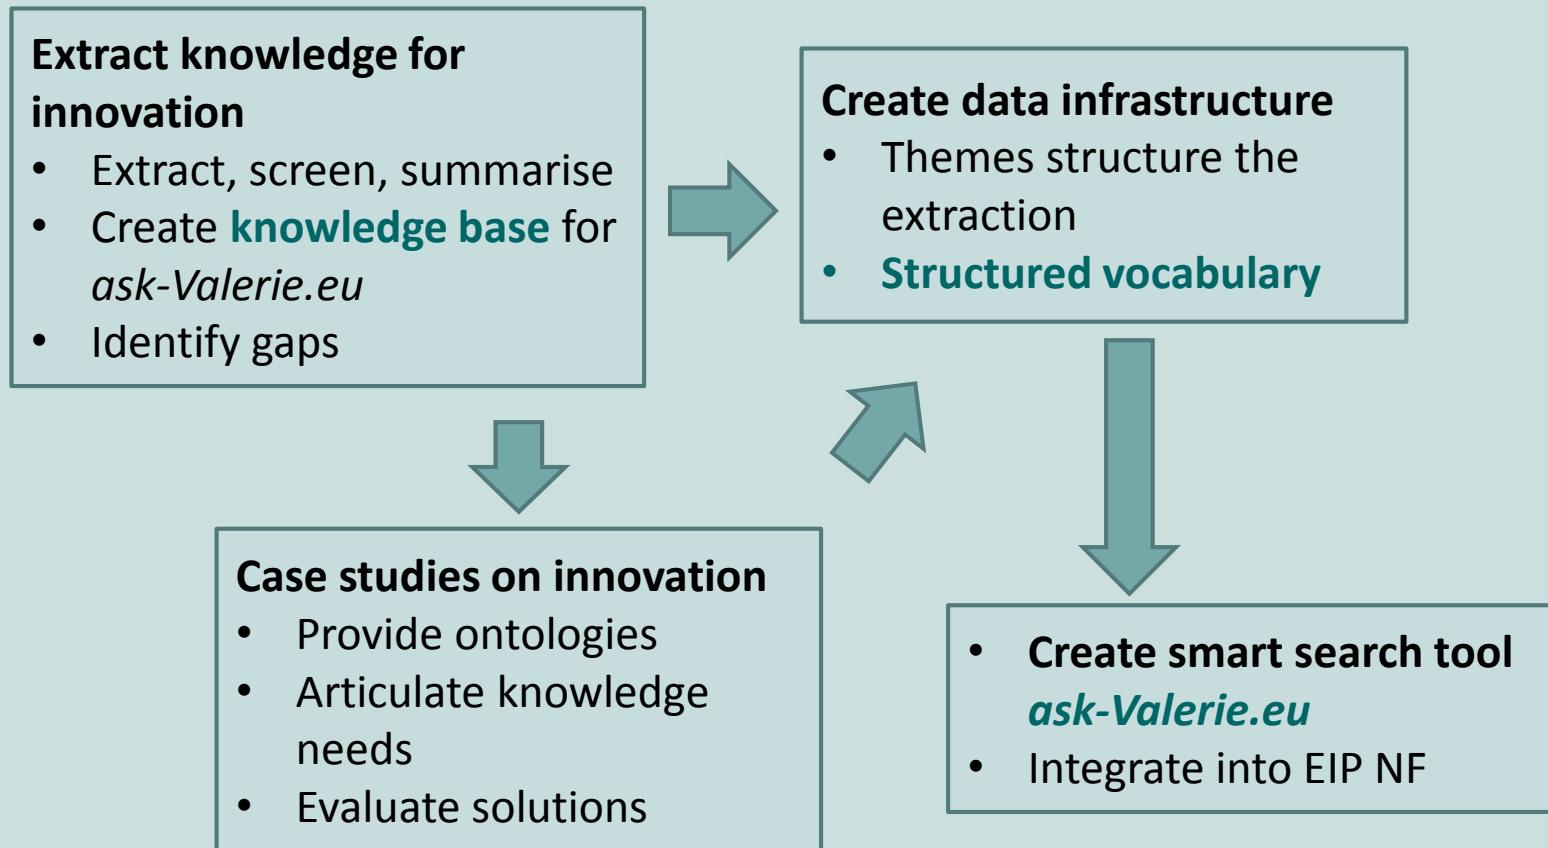 Extract knowledge for
innovation
• Extract, screen, summarise
• Create knowledge base for
ask-Valerie.eu
• Identify gaps
Create data infrastructure
• Themes structure the
extraction
• Structured vocabulary
Case studies on innovation
• Provide ontologies
• Articulate knowledge
needs
• Evaluate solutions
• Create smart search tool
ask-Valerie.eu
• Integrate into EIP NF